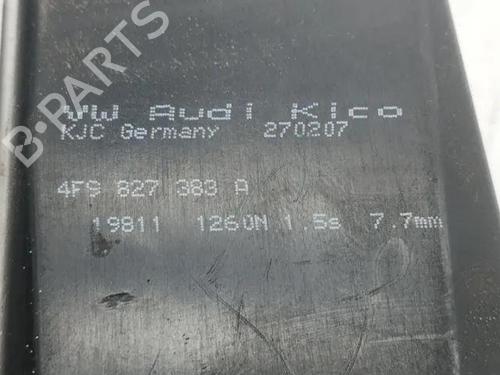 B-PARTS
VW Audi Kico
KJC Germany 270207
4F9 827 383 A
19811 1260N 1.5s 7.7mm